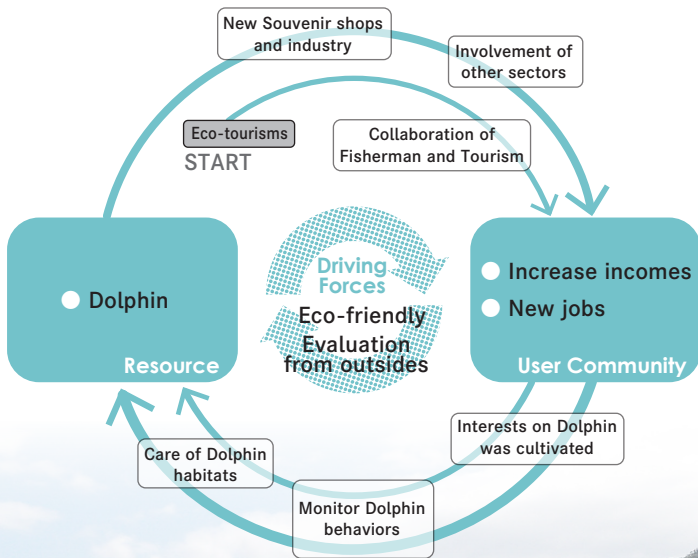 New Souvenir shops
and industry
Involvement of
other sectors
Eco-tourisms
START
Collaboration of
Fisherman and Tourism
Dolphin
Resource
Driving
Forces
Eco-friendly
Evaluation
from outsides
Increase incomes
New jobs
User Community
Care of Dolphin
habitats
Monitor Dolphin
behaviors
Interests on Dolphin
was cultivated